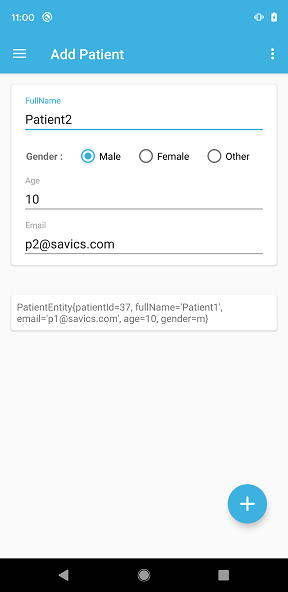 11:00
Add Patient
FullName
Patient2
Gender : Male Female Other
Age
10
Email
p2@savics.com
PatientEntity{patientId=37, fullName='Patient1',
email='p1@savics.com', age=10, gender=m}